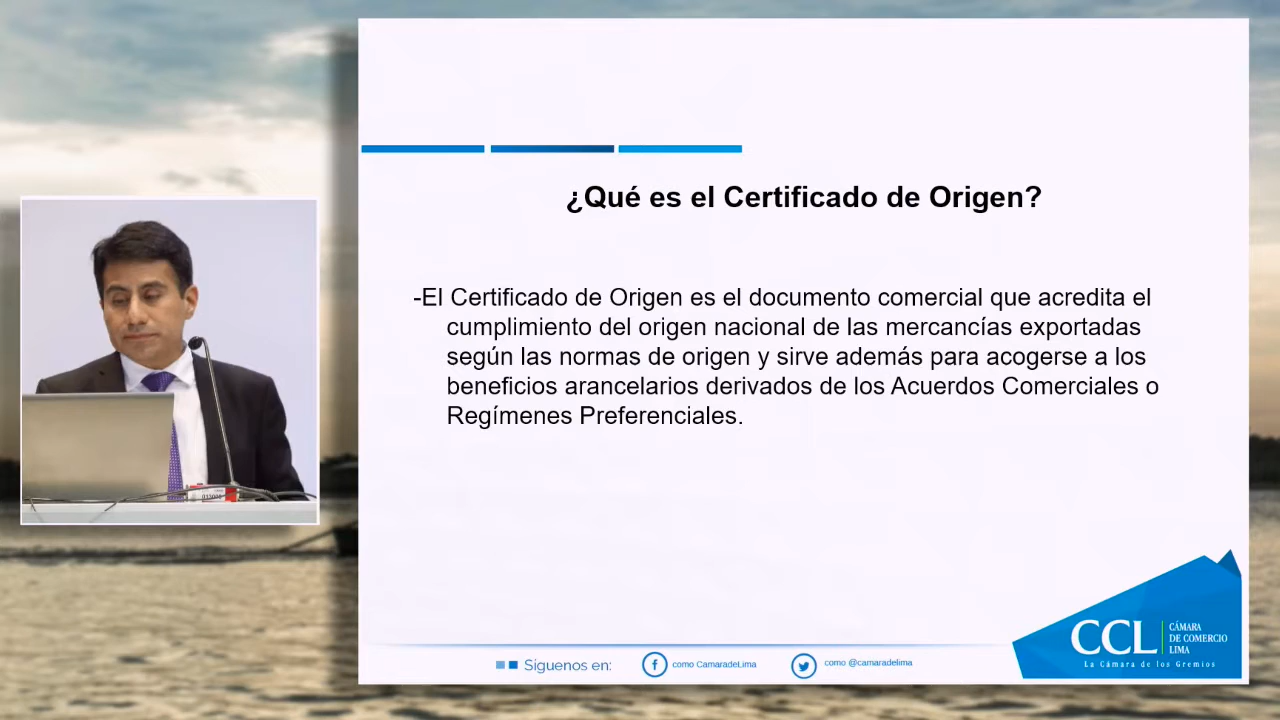 ¿Qué es el Certificado de Origen?
-El Certificado de Origen es el documento comercial que acredita el
cumplimiento del origen nacional de las mercancías exportadas
según las normas de origen y sirve además para acogerse a los
beneficios arancelarios derivados de los Acuerdos Comerciales o
Regímenes Preferenciales.
CCL
CÁMARA
DE COMERCIO
LIMA
La Cámara de los Gremios
Síguenos en:
como CamaradeLima
como @camaradelima